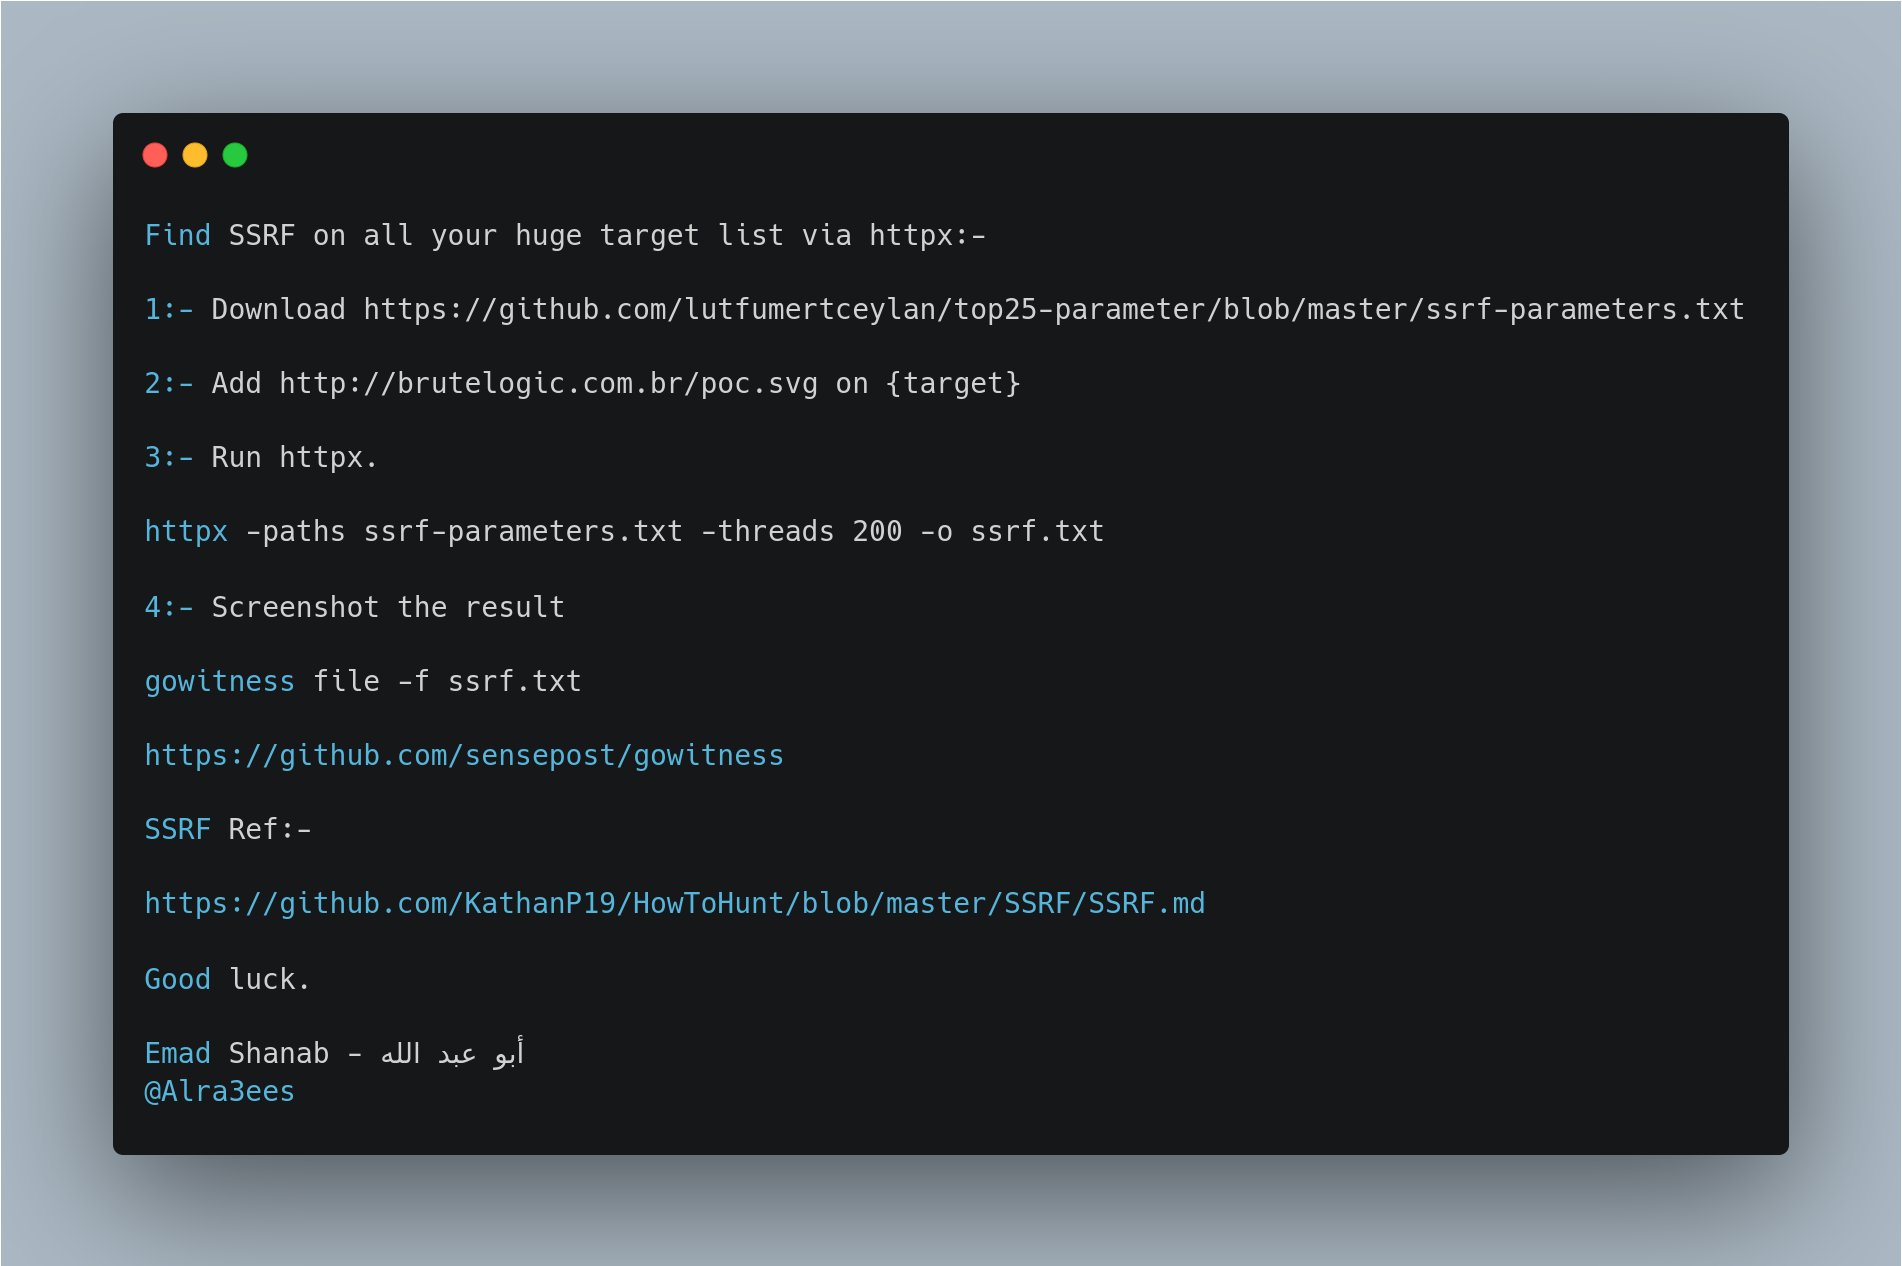 Find SSRF on all your huge target list via httpx:-
1:- Download https://github.com/lutfumertceylan/top25-parameter/blob/master/ssrf-parameters.txt
2:- Add http://brutelogic.com.br/poc.svg on {target}
3:- Run httpx.
httpx -paths ssrf-parameters.txt -threads 200 -o ssrf.txt
4:- Screenshot the result
gowitness file -f ssrf.txt
https://github.com/sensepost/gowitness
SSRF Ref:-
https://github.com/KathanP19/HowToHunt/blob/master/SSRF/SSRF.md
Good luck.
Emad Shanab - أبو عبد الله
@Alra3ees